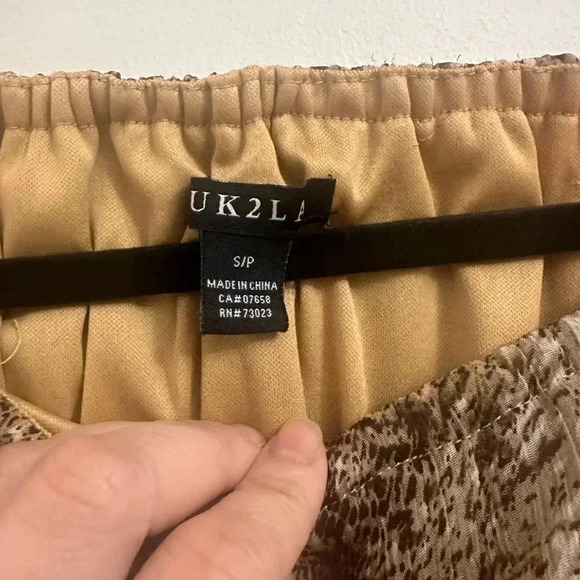 UK2LA
S/P
MADE IN CHINA
CA#07658
RN#73023